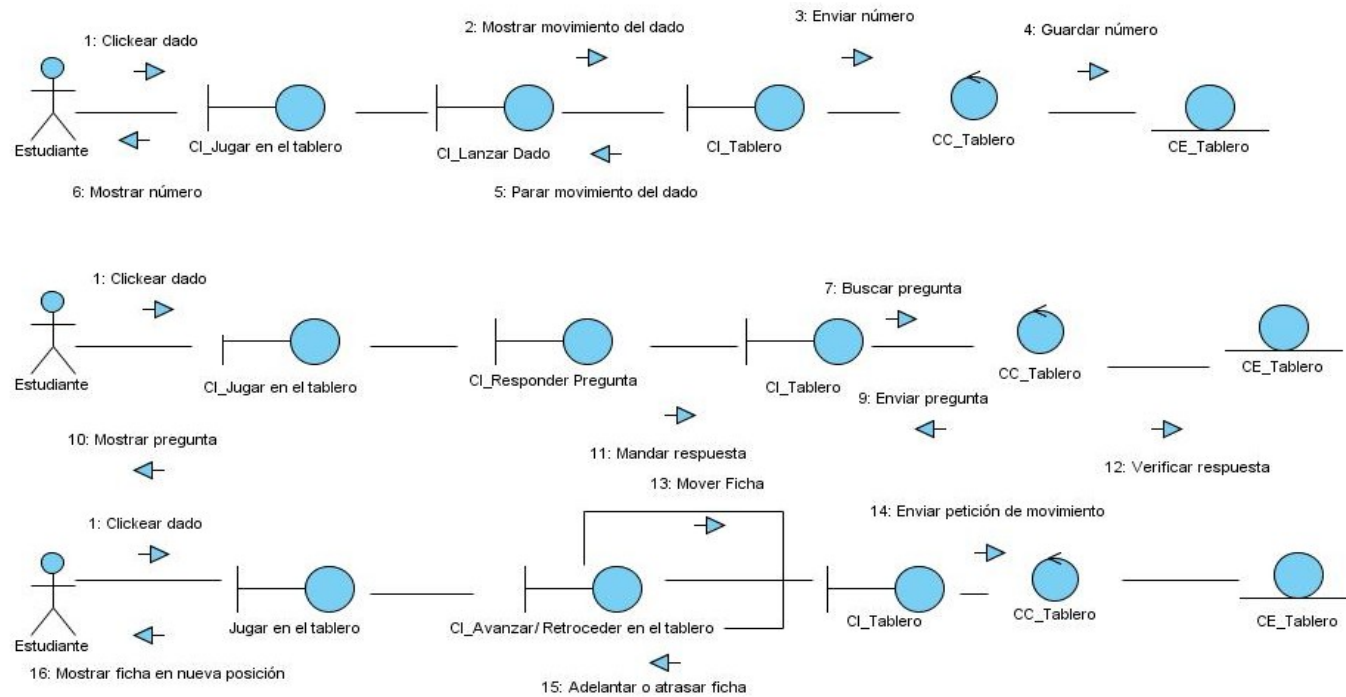 1: Clickear dado
2: Mostrar movimiento del dado
3: Enviar número
4: Guardar número
Estudiante
CI_Jugar en el tablero
CI_Lanzar Dado
CI_Tablero
CC_Tablero
CE_Tablero
6: Mostrar número
5: Parar movimiento del dado
1: Clickear dado
7: Buscar pregunta
Estudiante
CI_Jugar en el tablero
CI_Responder Pregunta
CI_Tablero
CC_Tablero
CE_Tablero
9: Enviar pregunta
10: Mostrar pregunta
11: Mandar respuesta
12: Verificar respuesta
13: Mover Ficha
1: Clickear dado
14: Enviar petición de movimiento
Estudiante
Jugar en el tablero
CI_Avanzar/ Retroceder en el tablero
CI_Tablero
CC_Tablero
CE_Tablero
16: Mostrar ficha en nueva posición
15: Adelantar o atrasar ficha